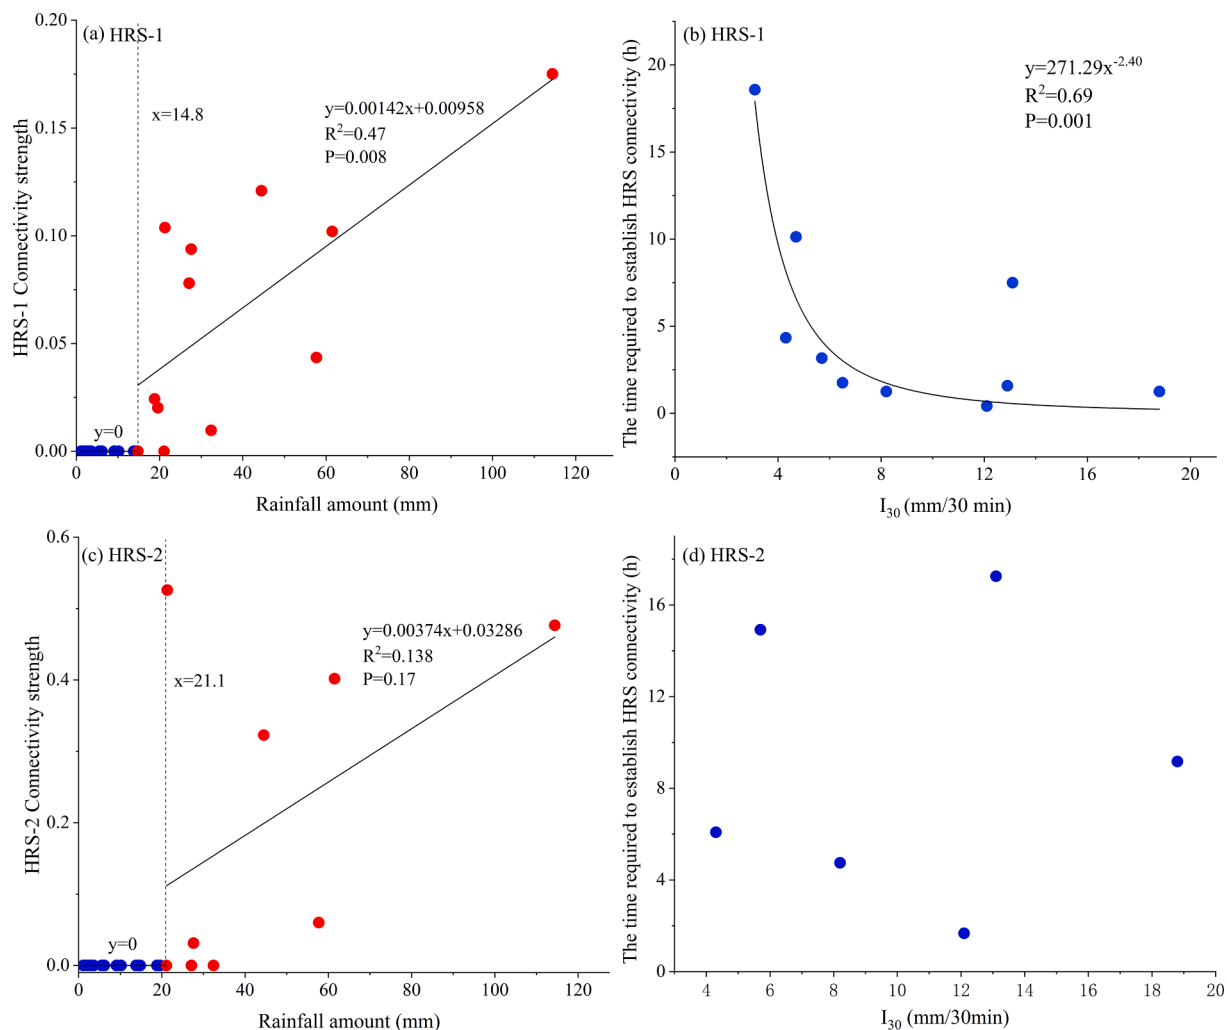 (a) HRS-1
x=14.8
y=0.00142x+0.00958
R²=0.47
P=0.008
y=0
HRS-1 Connectivity strength
0.20
0.15
0.10
0.05
0.00
0 20 40 60 80 100 120
Rainfall amount (mm)
(b) HRS-1
y=271.29x⁻²·⁴⁰
R²=0.69
P=0.001
The time required to establish HRS connectivity (h)
20
15
10
5
0
0 4 8 12 16 20
I₃₀ (mm/30 min)
(c) HRS-2
x=21.1
y=0.00374x+0.03286
R²=0.138
P=0.17
y=0
HRS-2 Connectivity strength
0.6
0.4
0.2
0.0
0 20 40 60 80 100 120
Rainfall amount (mm)
(d) HRS-2
The time required to establish HRS connectivity (h)
16
12
8
4
0
4 6 8 10 12 14 16 18 20
I₃₀ (mm/30min)